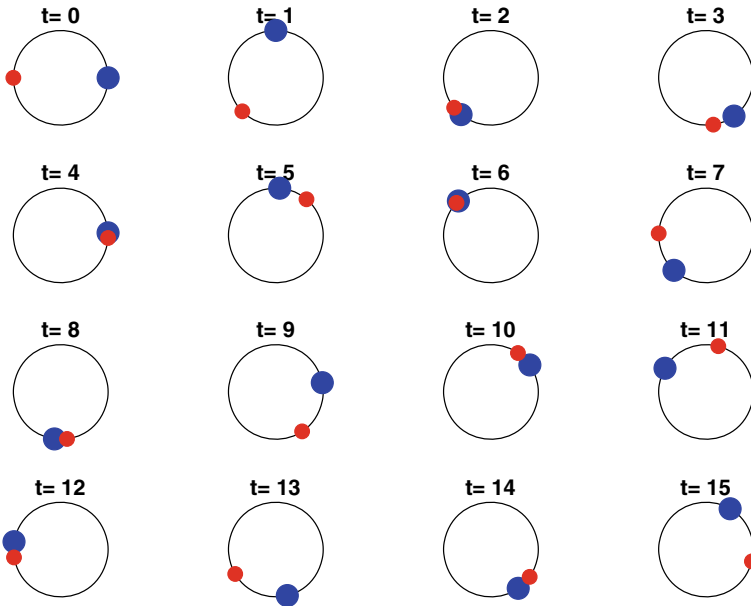 t= 0 t= 1 t= 2 t= 3
t= 4 t= 5 t= 6 t= 7
t= 8 t= 9 t= 10 t= 11
t= 12 t= 13 t= 14 t= 15